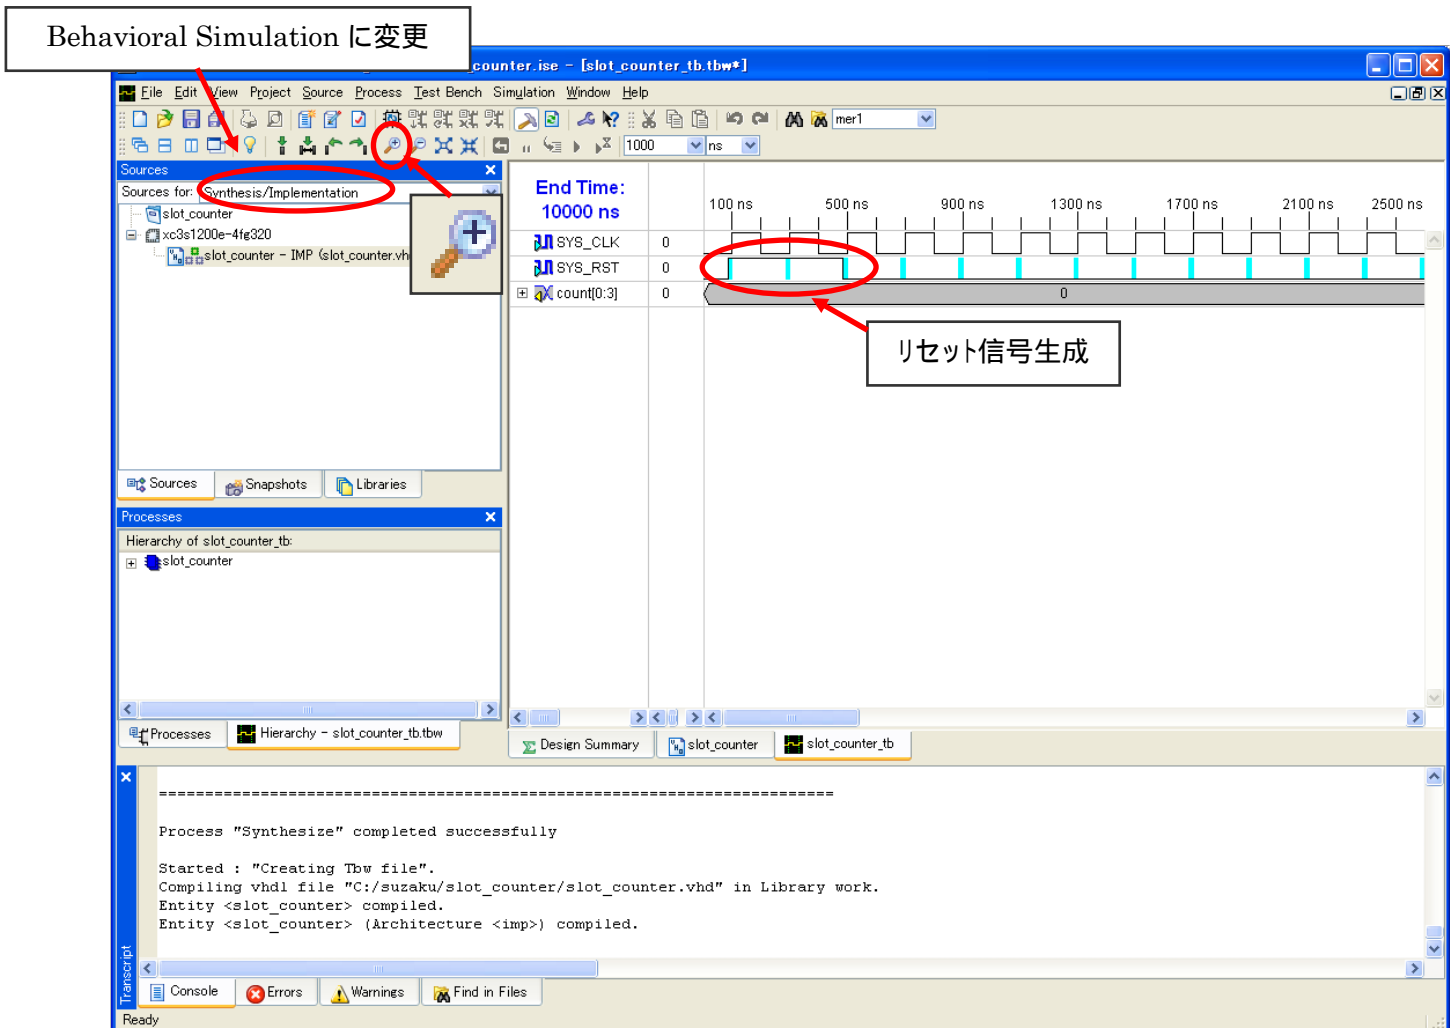 Behavioral Simulation に変更
counter.ise - [slot_counter_tb.tbw*]
File Edit View Project Source Process Test Bench Simulation Window Help
mer1
1000 ns
Sources
Sources for: Synthesis/Implementation
slot_counter
xc3s1200e-4fg320
slot_counter - IMP (slot_counter.vh
Sources Snapshots Libraries
Processes
Hierarchy of slot_counter_tb:
slot_counter
Processes Hierarchy - slot_counter_tb.tbw
End Time:
10000 ns
100 ns 500 ns 900 ns 1300 ns 1700 ns 2100 ns 2500 ns
SYS_CLK 0
SYS_RST 0
count[0:3] 0 0
リセット信号生成
Design Summary slot_counter slot_counter_tb
=========================================================================
Process "Synthesize" completed successfully
Started : "Creating Tbw file".
Compiling vhdl file "C:/suzaku/slot_counter/slot_counter.vhd" in Library work.
Entity <slot_counter> compiled.
Entity <slot_counter> (Architecture <imp>) compiled.
Transcript
Console Errors Warnings Find in Files
Ready